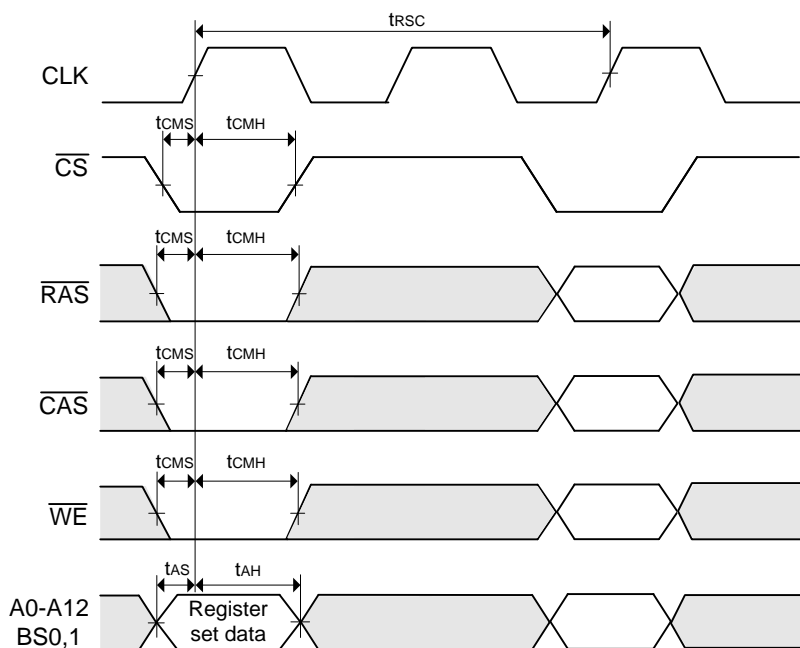 tRSC
CLK
tCMS tCMH
CS
tCMS tCMH
RAS
tCMS tCMH
CAS
tCMS tCMH
WE
tAS tAH
A0-A12
BS0,1
Register
set data